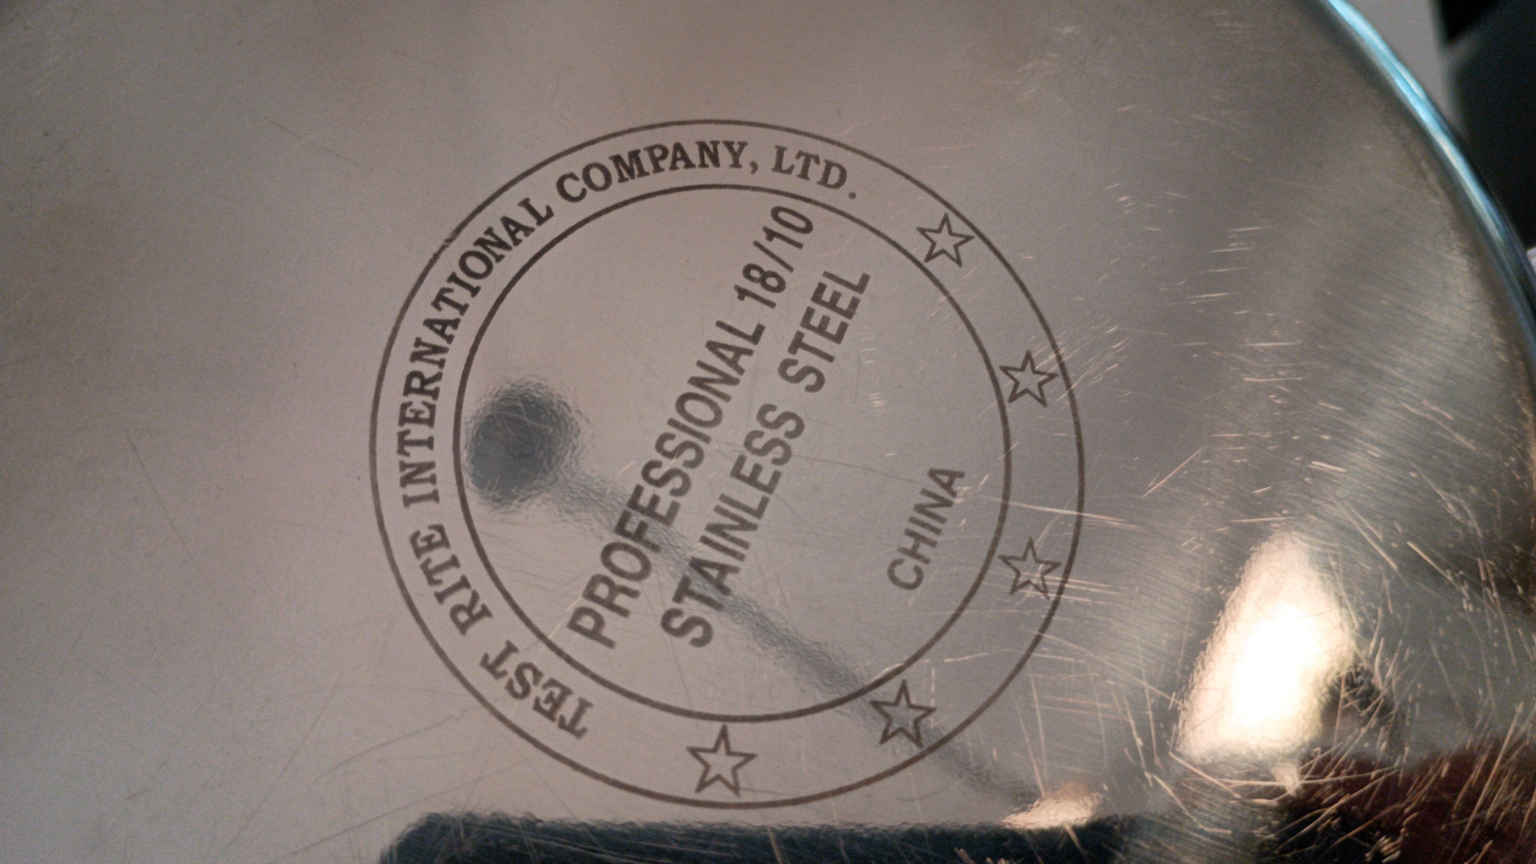 TEST RITE INTERNATIONAL COMPANY, LTD.
PROFESSIONAL 18/10
STAINLESS STEEL
CHINA